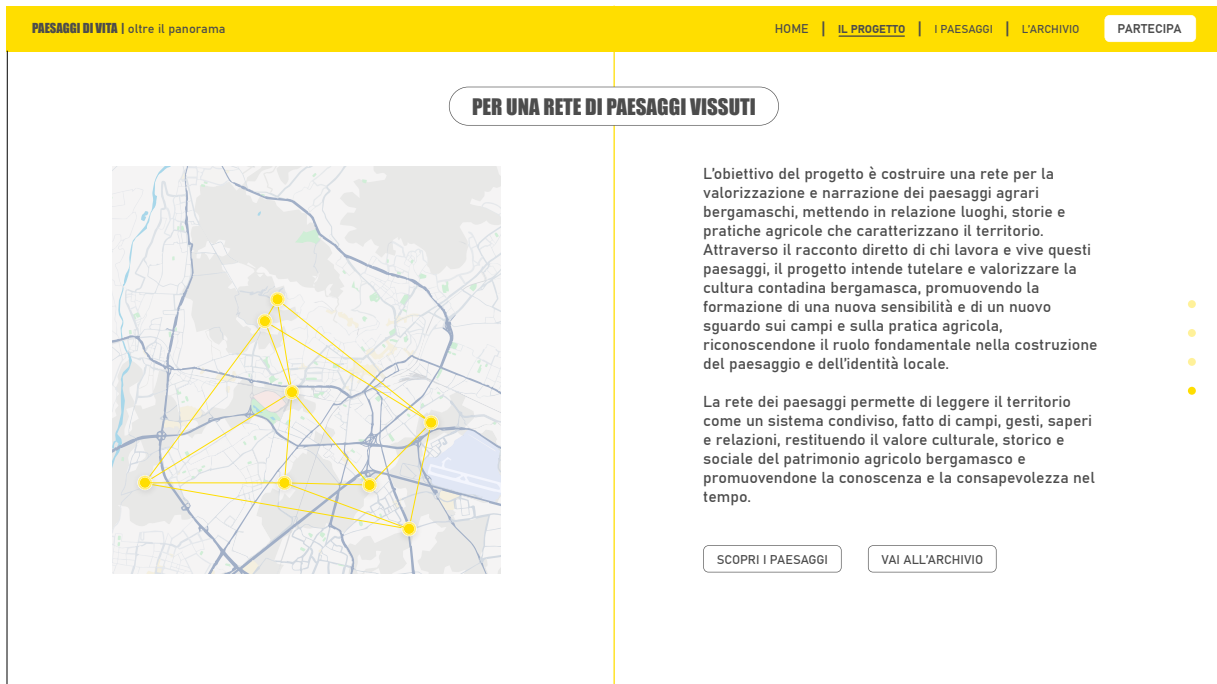 PAESAGGI DI VITA | oltre il panorama
HOME | IL PROGETTO | I PAESAGGI | L'ARCHIVIO PARTECIPA
PER UNA RETE DI PAESAGGI VISSUTI
L'obiettivo del progetto è costruire una rete per la
valorizzazione e narrazione dei paesaggi agrari
bergamaschi, mettendo in relazione luoghi, storie e
pratiche agricole che caratterizzano il territorio.
Attraverso il racconto diretto di chi lavora e vive questi
paesaggi, il progetto intende tutelare e valorizzare la
cultura contadina bergamasca, promuovendo la
formazione di una nuova sensibilità e di un nuovo
sguardo sui campi e sulla pratica agricola,
riconoscendone il ruolo fondamentale nella costruzione
del paesaggio e dell'identità locale.
La rete dei paesaggi permette di leggere il territorio
come un sistema condiviso, fatto di campi, gesti, saperi
e relazioni, restituendo il valore culturale, storico e
sociale del patrimonio agricolo bergamasco e
promuovendone la conoscenza e la consapevolezza nel
tempo.
SCOPRI I PAESAGGI
VAI ALL'ARCHIVIO